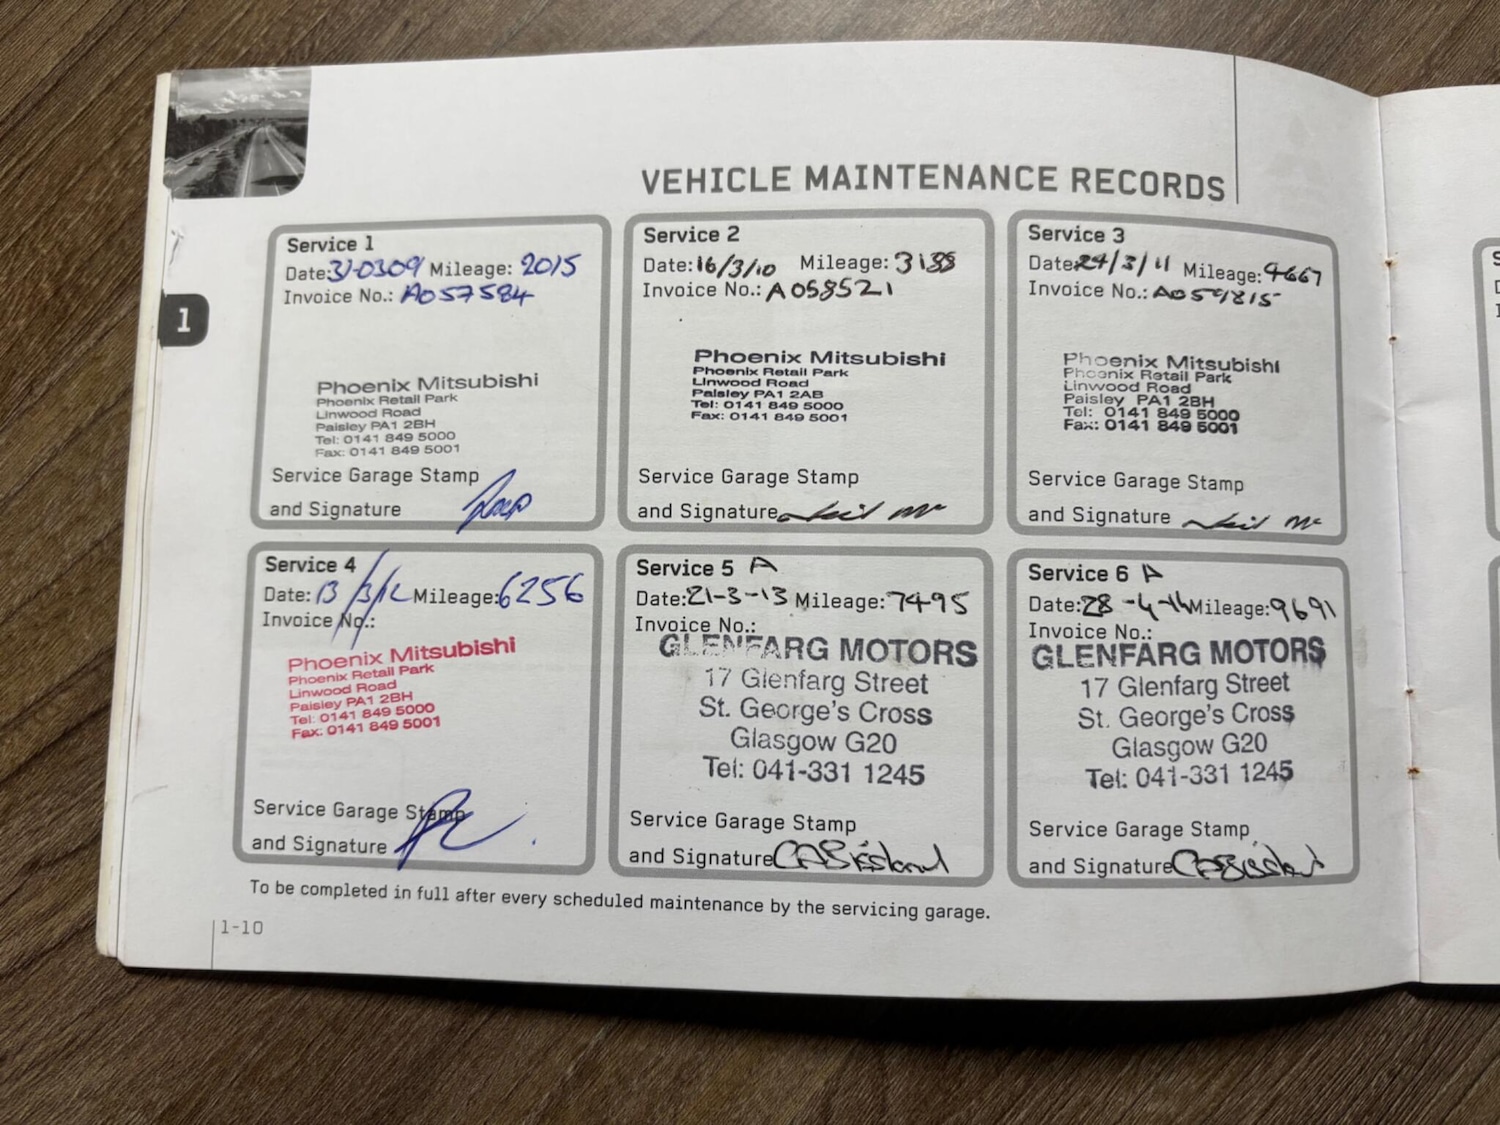 VEHICLE MAINTENANCE RECORDS
1
Service 1
Date: 31-0309 Mileage: 2015
Invoice No.: A057584
Phoenix Mitsubishi
Phoenix Retail Park
Linwood Road
Paisley PA1 2BH
Tel: 0141 849 5000
Fax: 0141 849 5001
Service Garage Stamp
and Signature
Service 2
Date: 16/3/10 Mileage:
Invoice No.: A058521
Phoenix Mitsubishi
Phoenix Retail Park
Linwood Road
Paisley PA1 2AB
Tel: 0141 849 5000
Fax: 0141 849 5001
Service Garage Stamp
and Signature
Service 3
Date: 24/3/11 Mileage: 4667
Invoice No.: A059815
Phoenix Mitsubishi
Phoenix Retail Park
Linwood Road
Paisley PA1 2BH
Tel: 0141 849 5000
Fax: 0141 849 5001
Service Garage Stamp
and Signature
Service 4
Date: 13/3/12 Mileage: 6256
Invoice No.:
Phoenix Mitsubishi
Phoenix Retail Park
Linwood Road
Paisley PA1 2BH
Tel: 0141 849 5000
Fax: 0141 849 5001
Service Garage Stamp
and Signature
Service 5 A
Date: 21-3-13 Mileage: 7495
Invoice No.:
GLENFARG MOTORS
17 Glenfarg Street
St. George's Cross
Glasgow G20
Tel: 041-331 1245
Service Garage Stamp
and Signature
Service 6 A
Date: 28-4-14 Mileage: 9691
Invoice No.:
GLENFARG MOTORS
17 Glenfarg Street
St. George's Cross
Glasgow G20
Tel: 041-331 1245
Service Garage Stamp
and Signature
To be completed in full after every scheduled maintenance by the servicing garage.
1-10